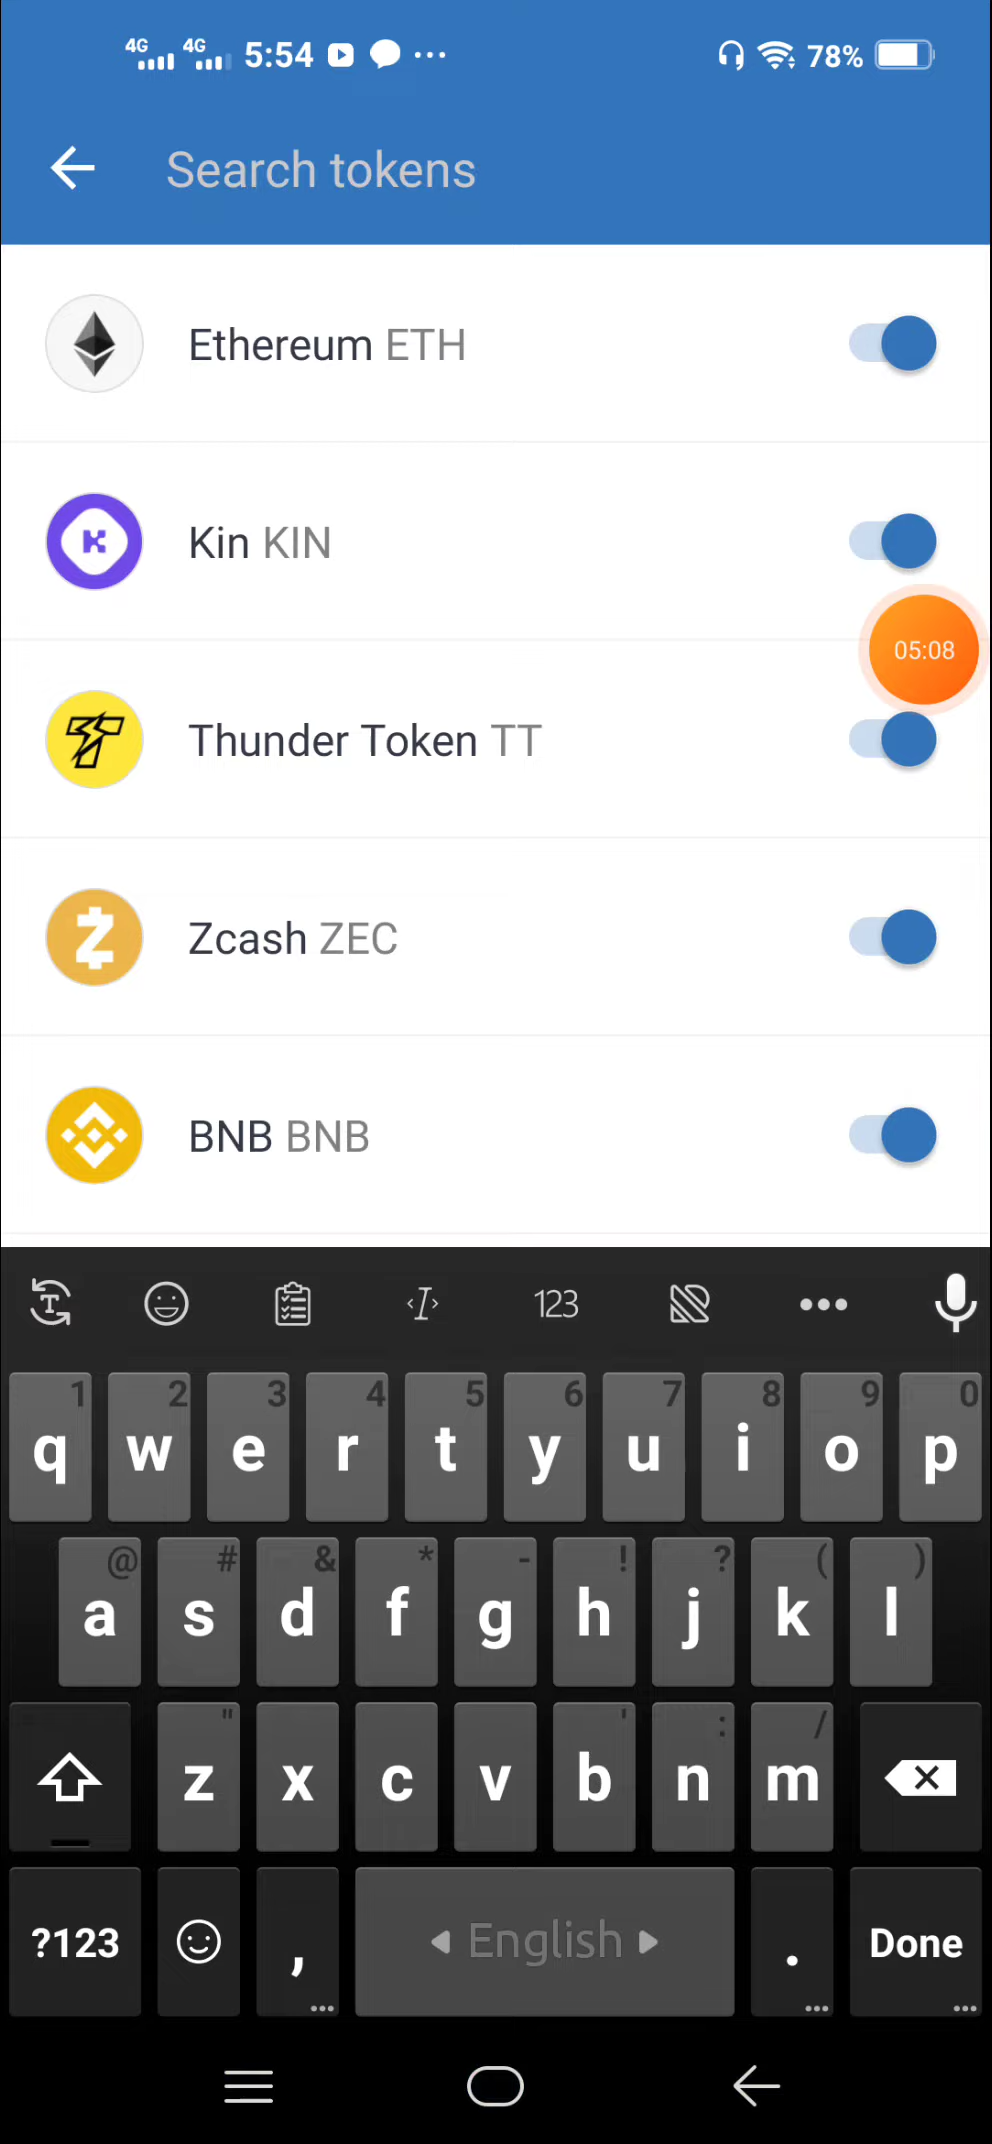 4G 4G 5:54 ... 78%
Search tokens
Ethereum ETH
Kin KIN
05:08
Thunder Token TT
Zcash ZEC
BNB BNB
T <I> 123 •••
1 2 3 4 5 6 7 8 9 0
q w e r t y u i o p
@ # & * - ! ? ( )
a s d f g h j k l
" ' : /
z x c v b n m
?123 , English . Done
... ... ...